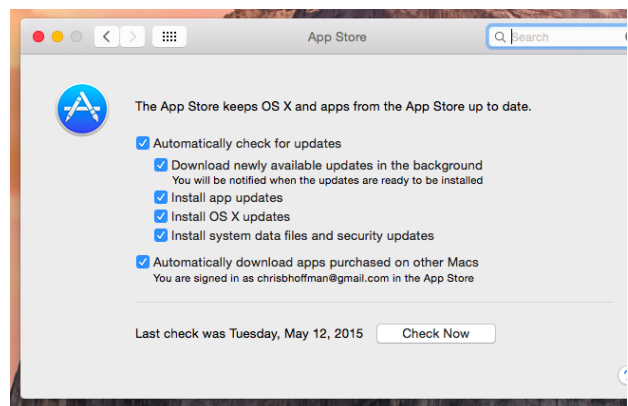 App Store
Search
The App Store keeps OS X and apps from the App Store up to date.
Automatically check for updates
Download newly available updates in the background
You will be notified when the updates are ready to be installed
Install app updates
Install OS X updates
Install system data files and security updates
Automatically download apps purchased on other Macs
You are signed in as chrisbhoffman@gmail.com in the App Store
Last check was Tuesday, May 12, 2015
Check Now